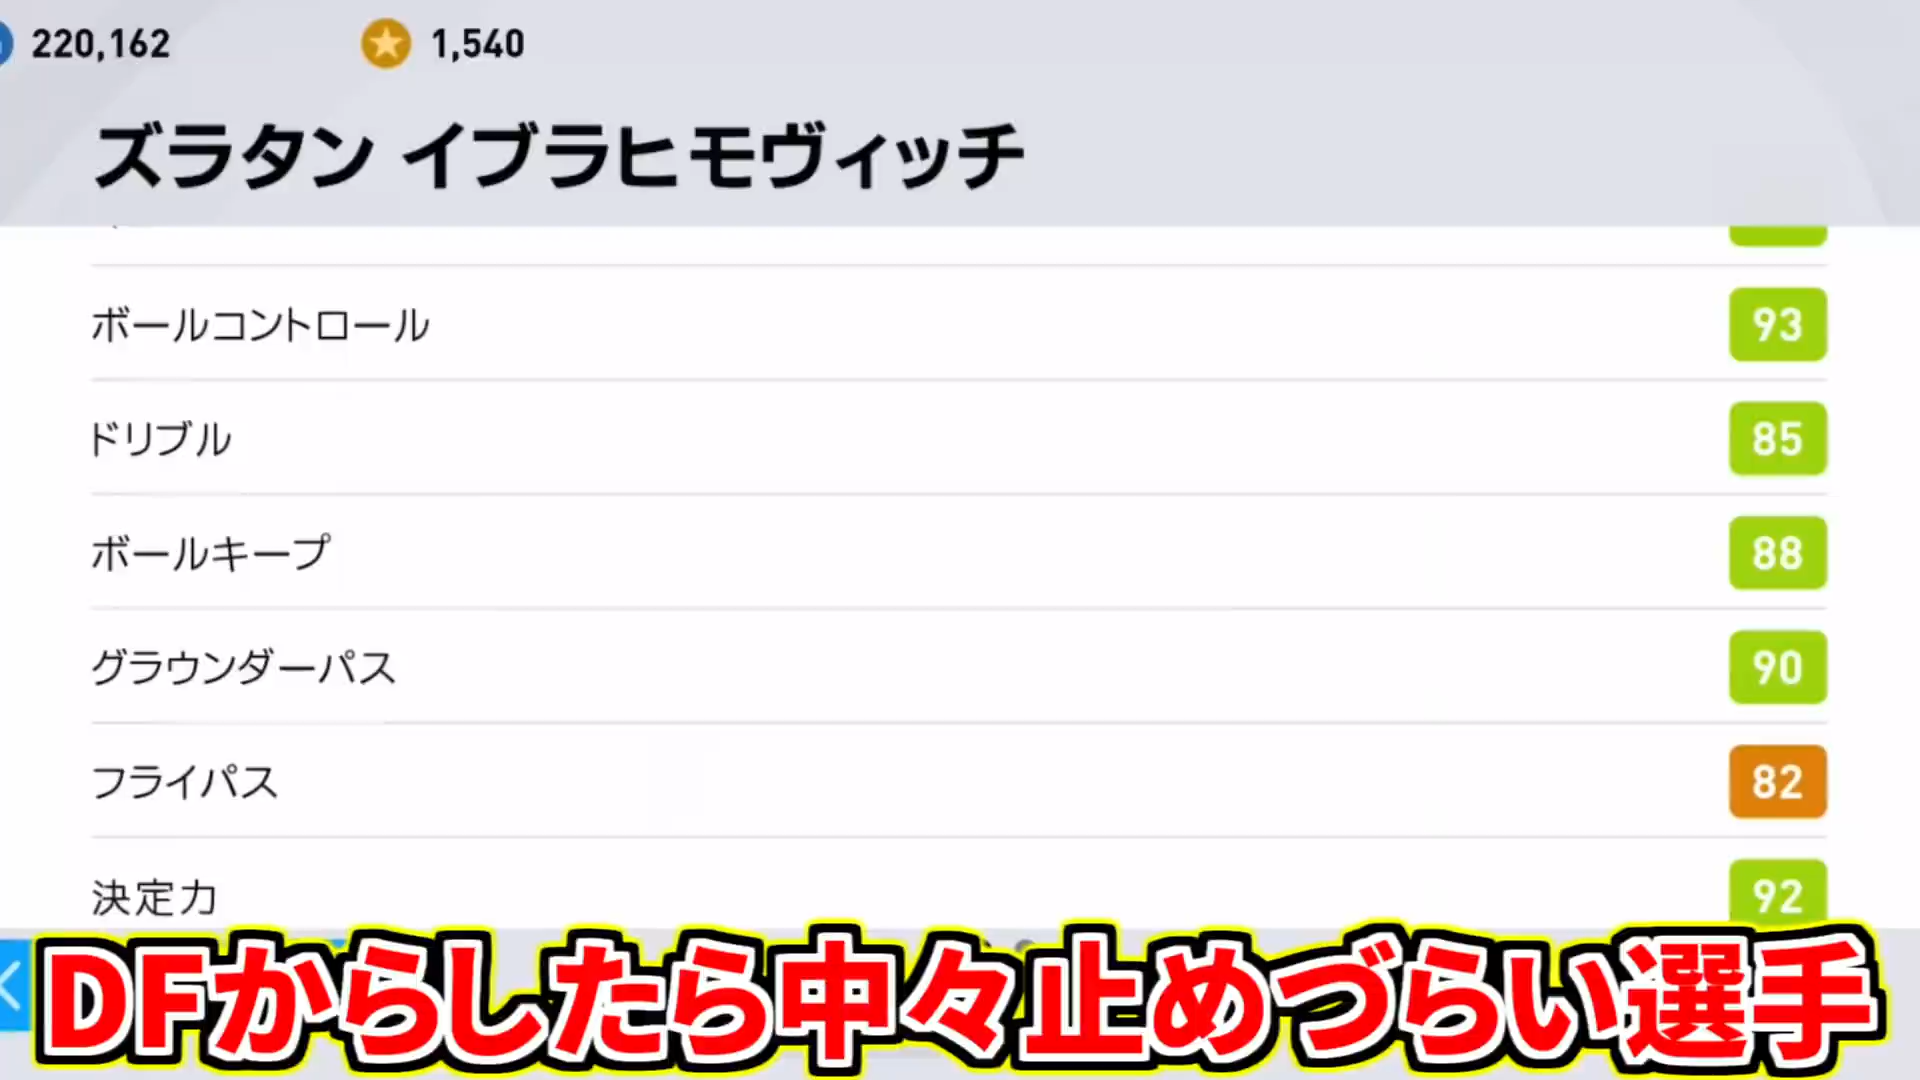 220,162 1,540
ズラタン イブラヒモヴィッチ
ボールコントロール 93
ドリブル 85
ボールキープ 88
グラウンダーパス 90
フライパス 82
決定力 92
DFからしたら中々止めづらい選手